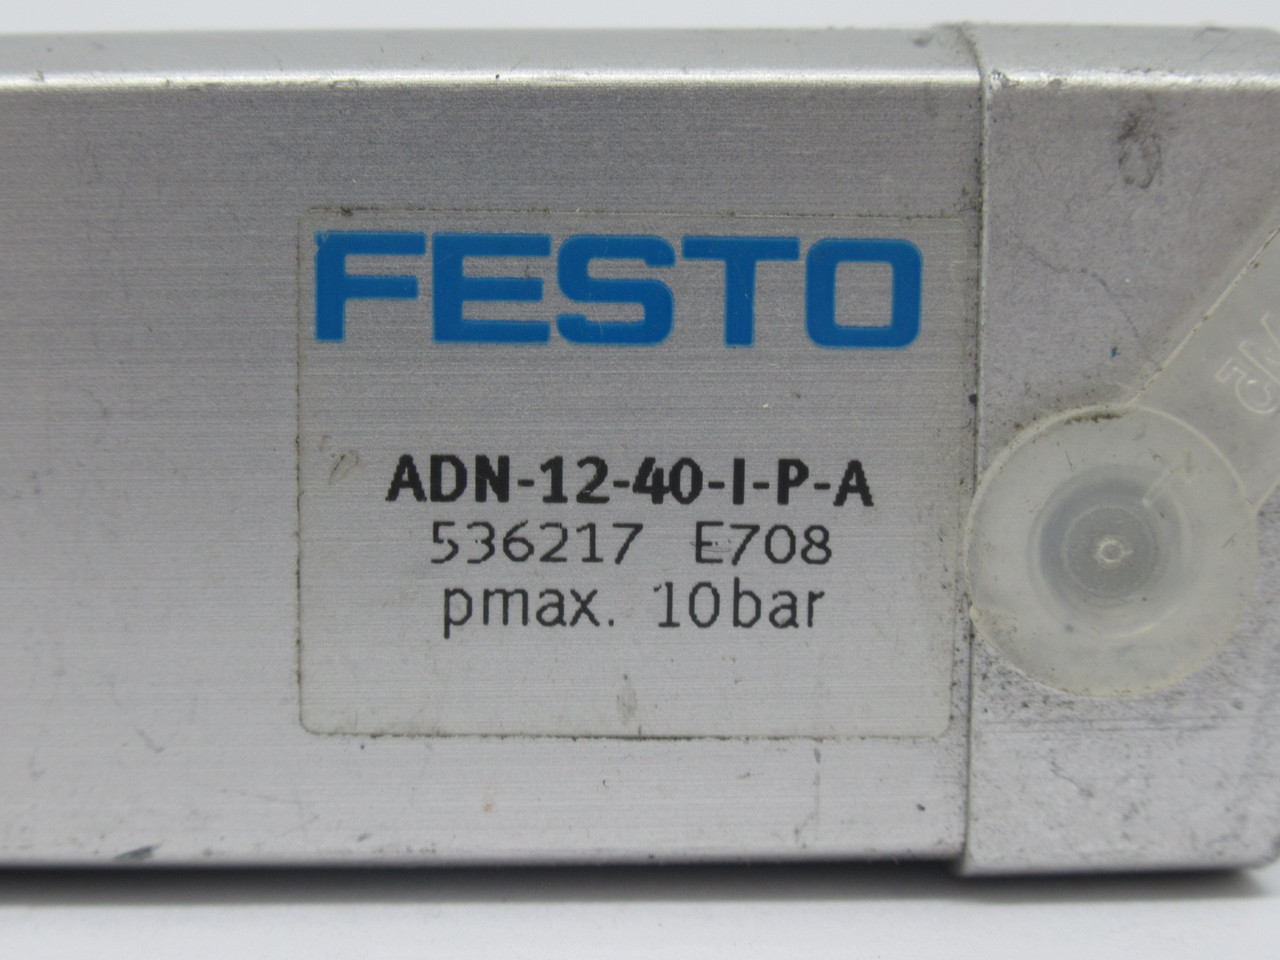 FESTO
ADN-12-40-I-P-A
536217 E708
pmax. 10bar